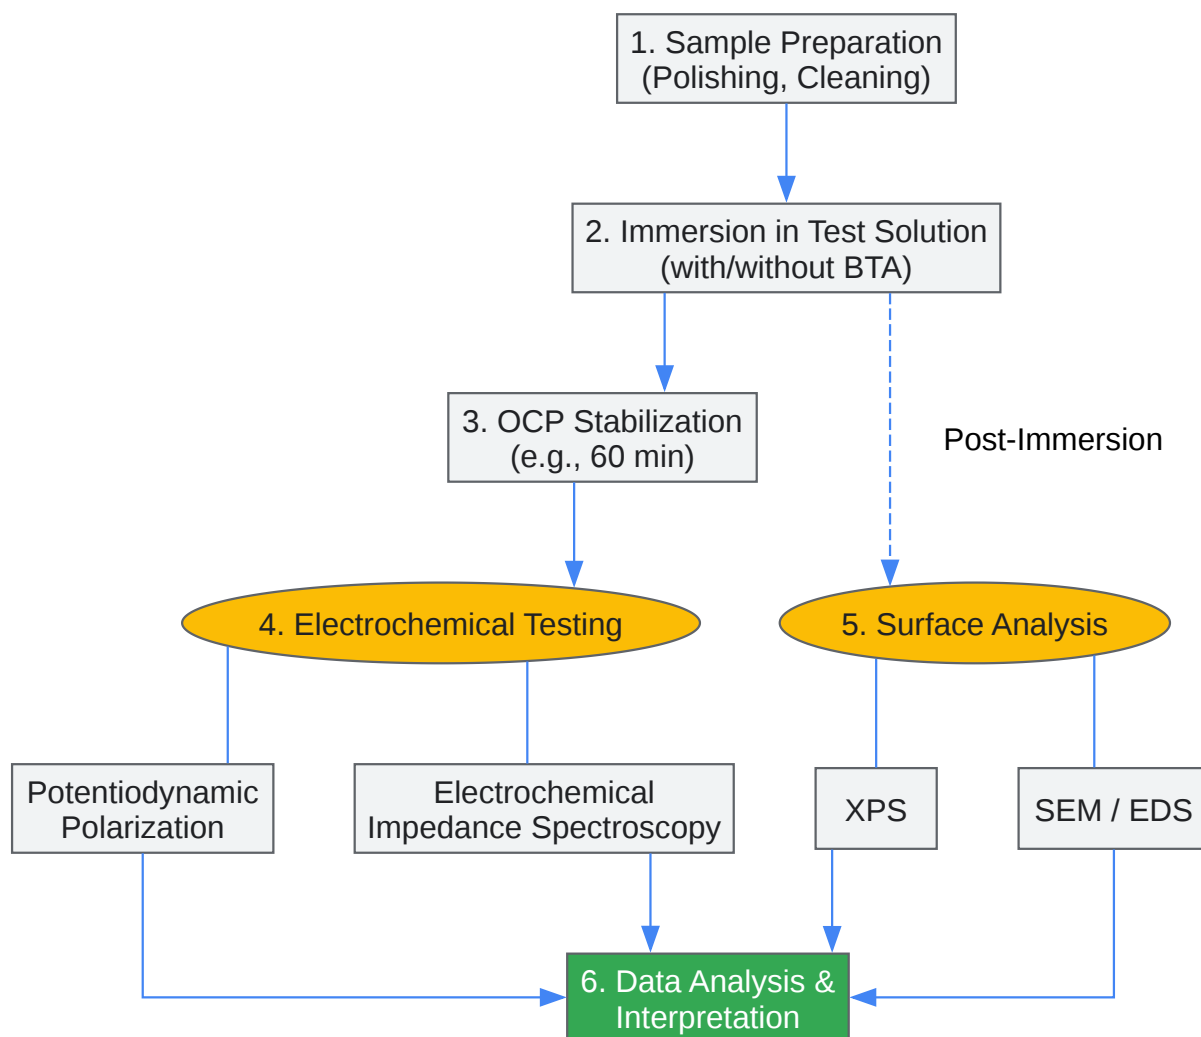 1. Sample Preparation
(Polishing, Cleaning)
2. Immersion in Test Solution
(with/without BTA)
3. OCP Stabilization
(e.g., 60 min)
Post-Immersion
4. Electrochemical Testing
5. Surface Analysis
Potentiodynamic
Polarization
Electrochemical
Impedance Spectroscopy
XPS
SEM / EDS
6. Data Analysis &
Interpretation